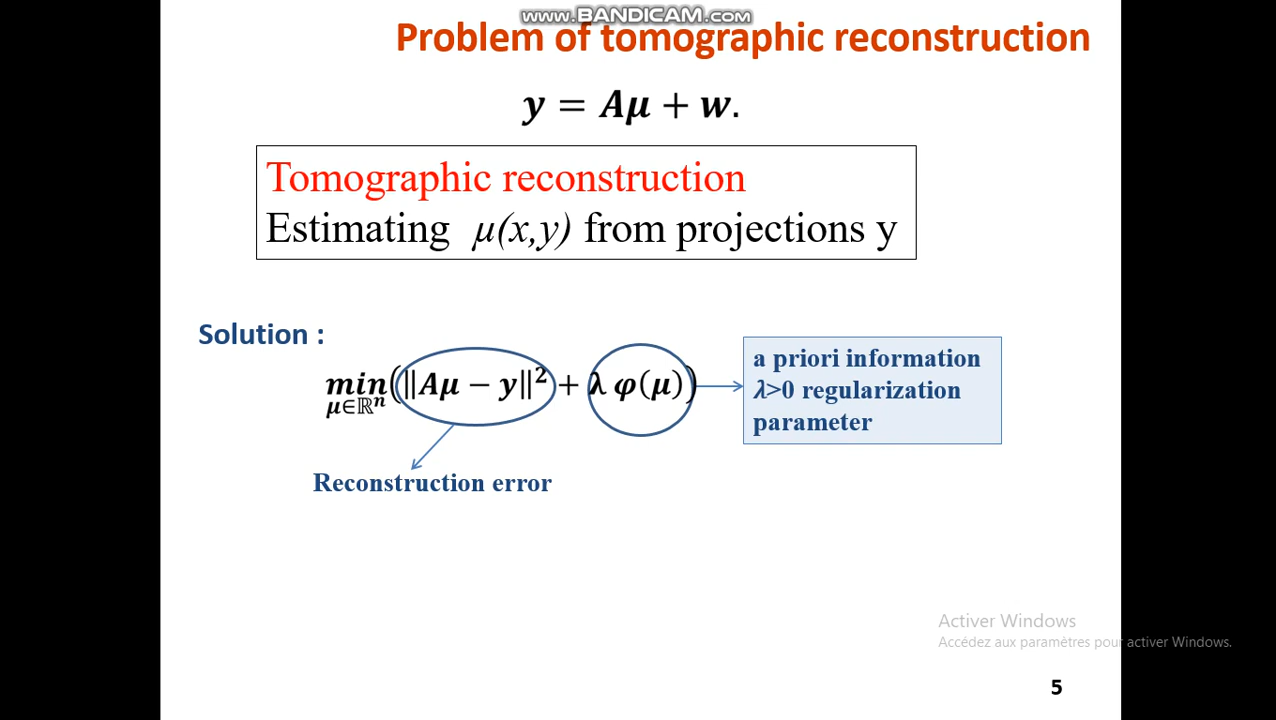 www.BANDICAM.com
Problem of tomographic reconstruction
y = Aμ + w.
Tomographic reconstruction
Estimating μ(x,y) from projections y
Solution :
min(‖Aμ − y‖² + λ φ(μ))
μ∈ℝⁿ
a priori information
λ>0 regularization
parameter
Reconstruction error
Activer Windows
Accédez aux paramètres pour activer Windows.
5